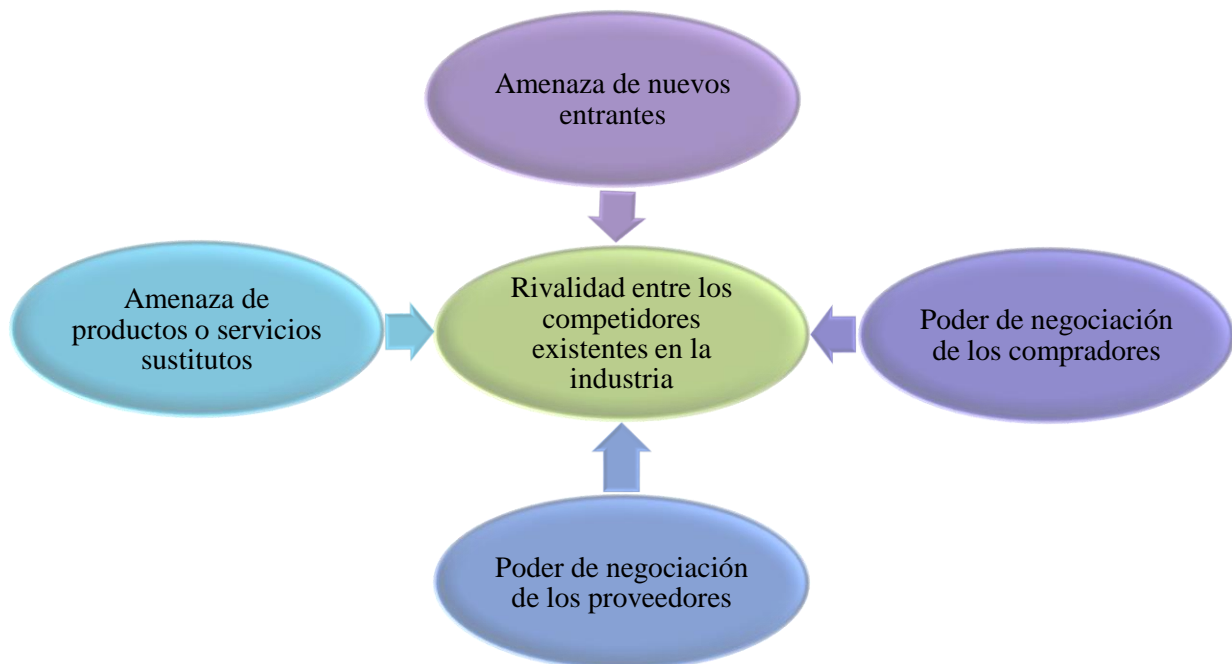 Amenaza de nuevos
entrantes
Amenaza de
productos o servicios
sustitutos
Rivalidad entre los
competidores
existentes en la
industria
Poder de negociación
de los compradores
Poder de negociación
de los proveedores